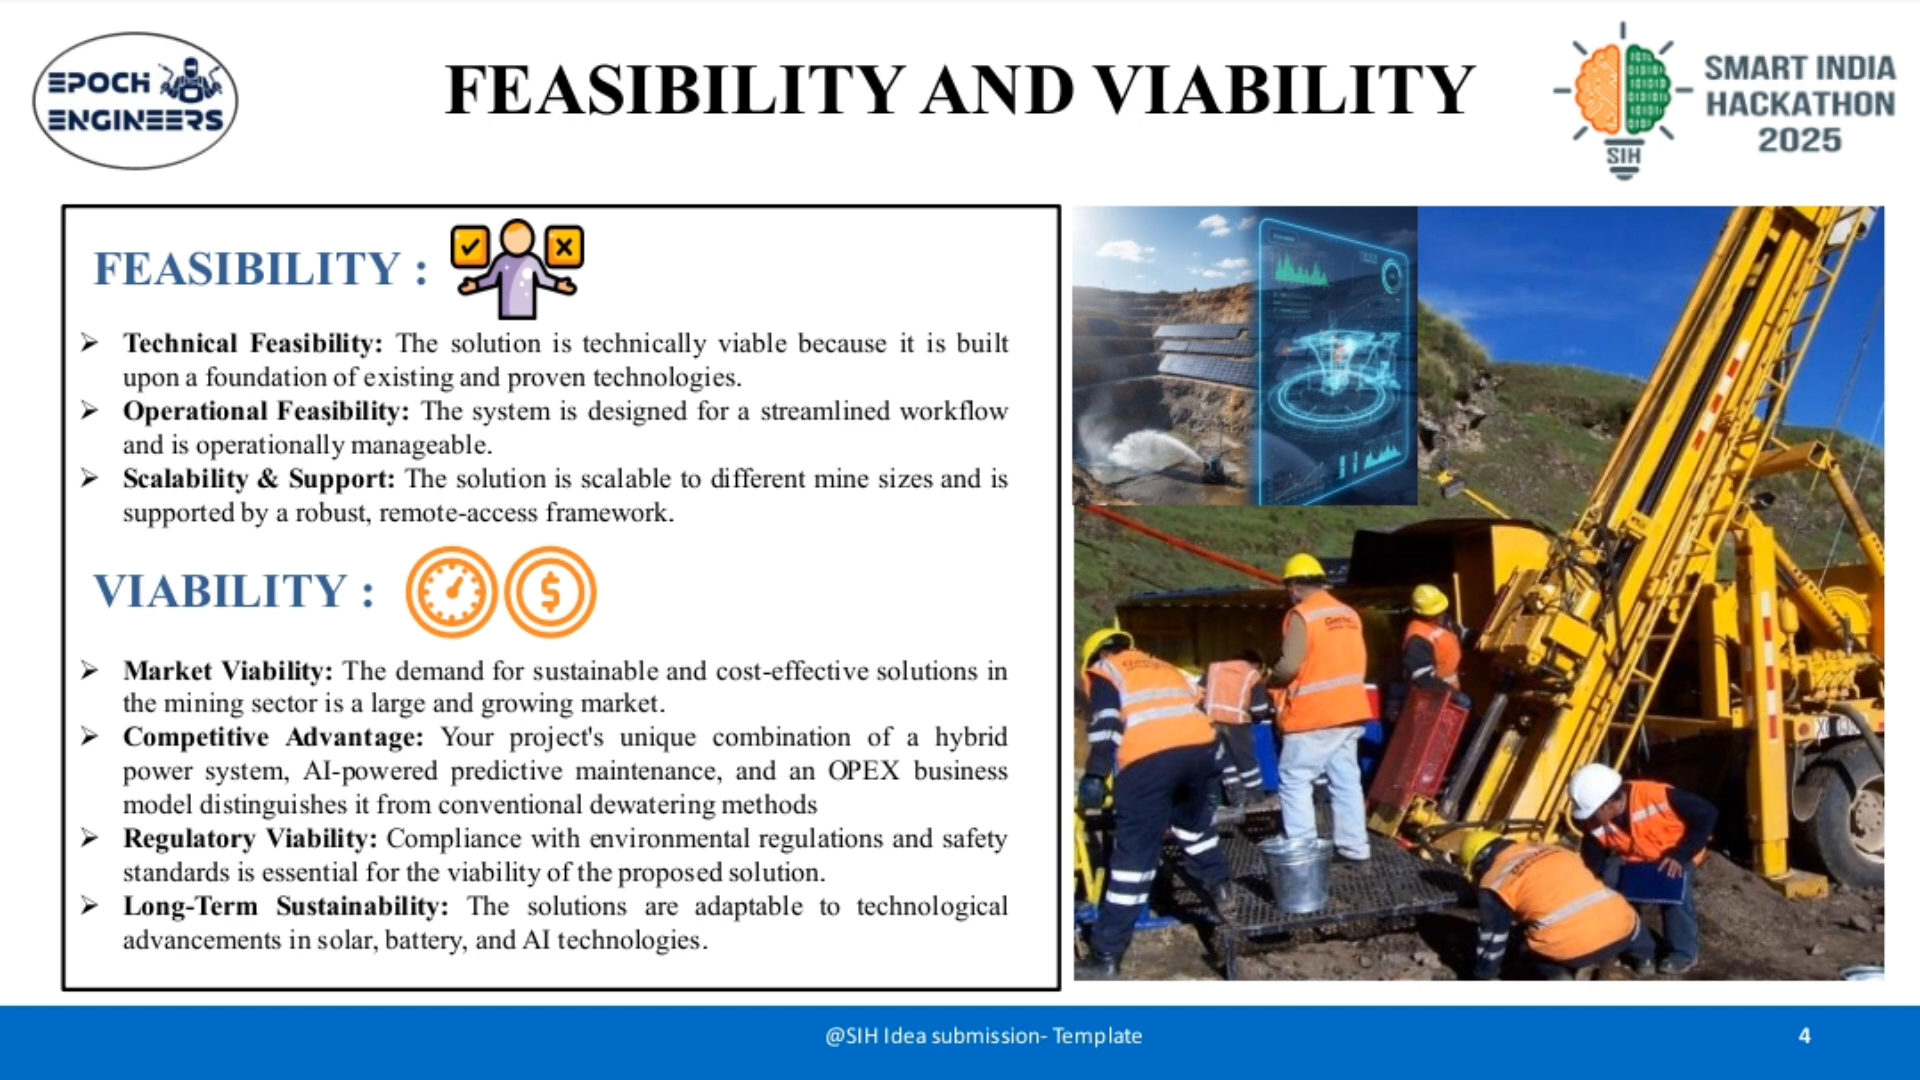 EPOCH
ENGINEERS
FEASIBILITY AND VIABILITY
SIH
SMART INDIA
HACKATHON
2025
FEASIBILITY :
➢ Technical Feasibility: The solution is technically viable because it is built
upon a foundation of existing and proven technologies.
➢ Operational Feasibility: The system is designed for a streamlined workflow
and is operationally manageable.
➢ Scalability & Support: The solution is scalable to different mine sizes and is
supported by a robust, remote-access framework.
VIABILITY :
$
➢ Market Viability: The demand for sustainable and cost-effective solutions in
the mining sector is a large and growing market.
➢ Competitive Advantage: Your project's unique combination of a hybrid
power system, AI-powered predictive maintenance, and an OPEX business
model distinguishes it from conventional dewatering methods
➢ Regulatory Viability: Compliance with environmental regulations and safety
standards is essential for the viability of the proposed solution.
➢ Long-Term Sustainability: The solutions are adaptable to technological
advancements in solar, battery, and AI technologies.
@SIH Idea submission- Template
4